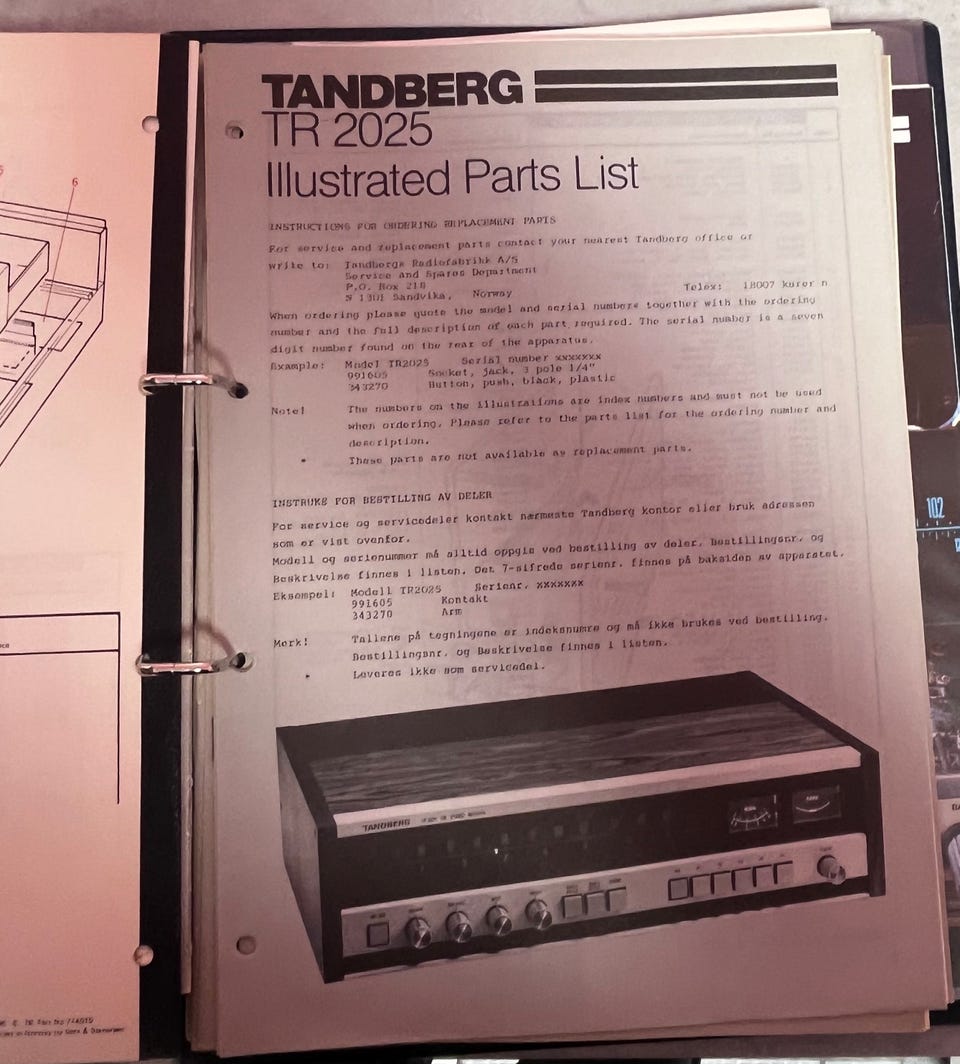 6
TANDBERG
TR 2025
Illustrated Parts List
INSTRUCTIONS FOR ORDERING REPLACEMENT PARTS
For service and replacement parts contact your nearest Tandberg office or
write to: Tandbergs Radiofabrikk A/S
Service and Spares Department
P.O. Box 218
N 1301 Sandvika, Norway Telex: 18007 kurer n
When ordering please quote the model and serial numbers together with the ordering
number and the full description of each part required. The serial number is a seven
digit number found on the rear of the apparatus.
Example: Model TR2025 Serial number xxxxxxx
991605 Socket, jack, 3 pole 1/4"
343270 Button, push, black, plastic
Note! The numbers on the illustrations are index numbers and must not be used
when ordering. Please refer to the parts list for the ordering number and
description.
* These parts are not available as replacement parts.
INSTRUKS FOR BESTILLING AV DELER
For service og servicedeler kontakt nærmeste Tandberg kontor eller bruk adressen
som er vist ovenfor.
Modell og serienummer må alltid oppgis ved bestilling av deler. Bestillingsnr. og
Beskrivelse finnes i listen. Det 7-sifrede serienr. finnes på baksiden av apparatet.
Eksempel: Modell TR2025 Serienr. xxxxxxx
991605 Kontakt
343270 Arm
Merk! Tallene på tegningene er indeksnumre og må ikke brukes ved bestilling.
Bestillingsnr. og Beskrivelse finnes i listen.
* Leveres ikke som servicedel.
TANDBERG
102